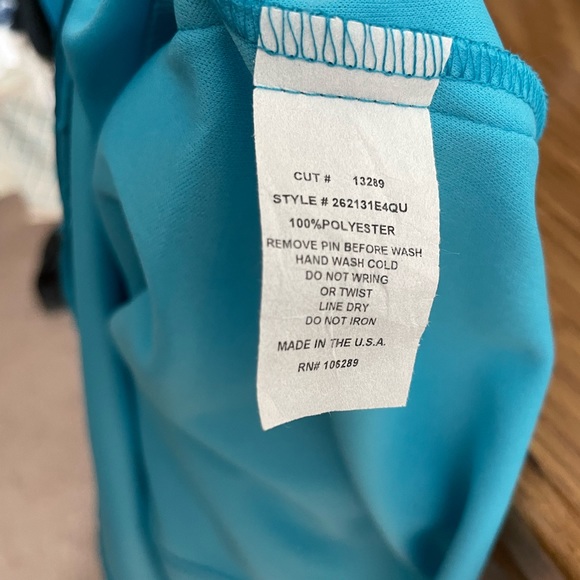 CUT # 13289
STYLE # 262131E4QU
100%POLYESTER
REMOVE PIN BEFORE WASH
HAND WASH COLD
DO NOT WRING
OR TWIST
LINE DRY
DO NOT IRON
MADE IN THE U.S.A.
RN# 106289